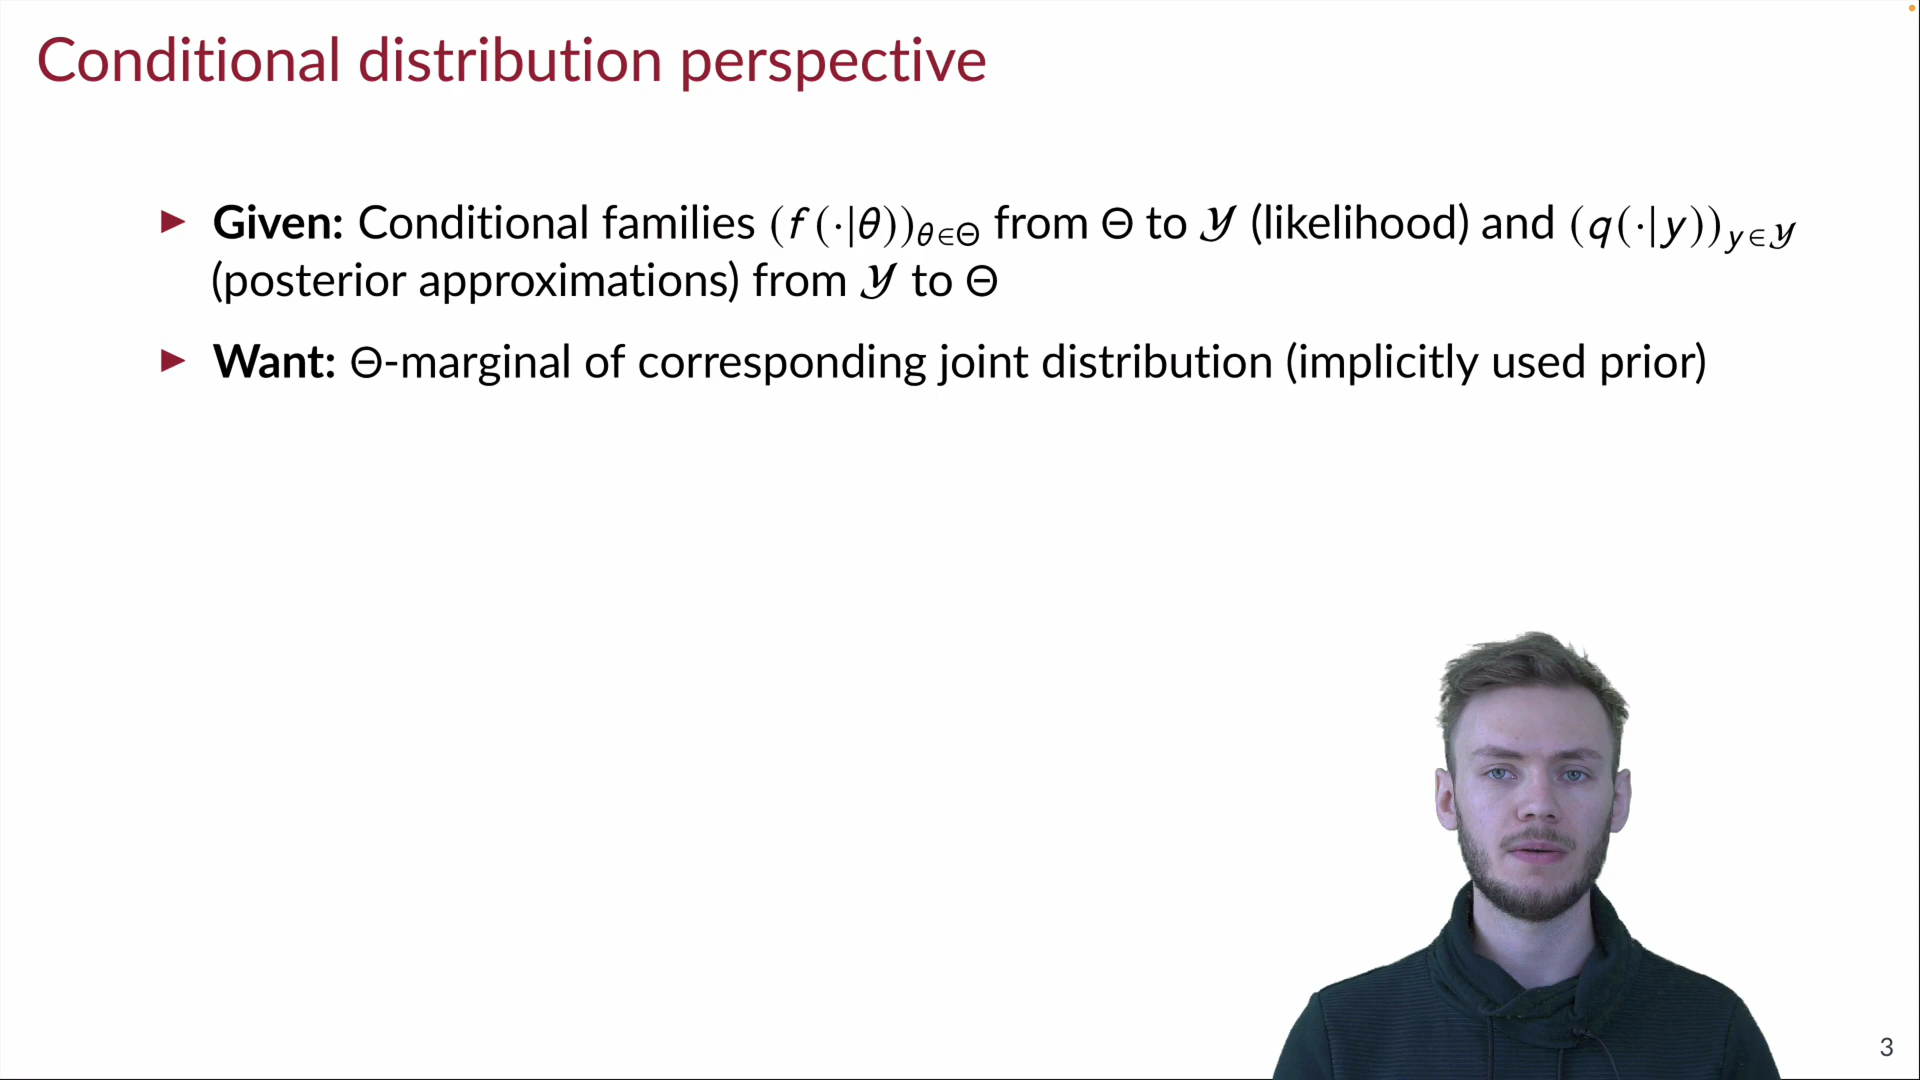 Conditional distribution perspective
▶ Given: Conditional families (f(·|θ))_{θ∈Θ} from Θ to 𝒴 (likelihood) and (q(·|y))_{y∈𝒴}
(posterior approximations) from 𝒴 to Θ
▶ Want: Θ-marginal of corresponding joint distribution (implicitly used prior)
3